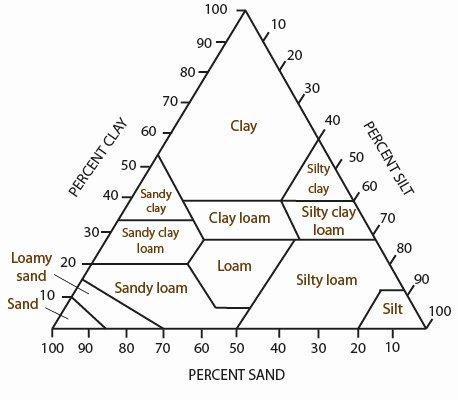 100
10
90
20
80
30
70
Clay
40
60
PERCENT CLAY
PERCENT SILT
50
50
Silty
clay
60
40
Sandy
clay
Clay loam
Silty clay
loam
70
30
Sandy clay
loam
80
20
Loamy
sand
Loam
Silty loam
90
Sandy loam
10
Sand
Silt
100
100 90 80 70 60 50 40 30 20 10
PERCENT SAND